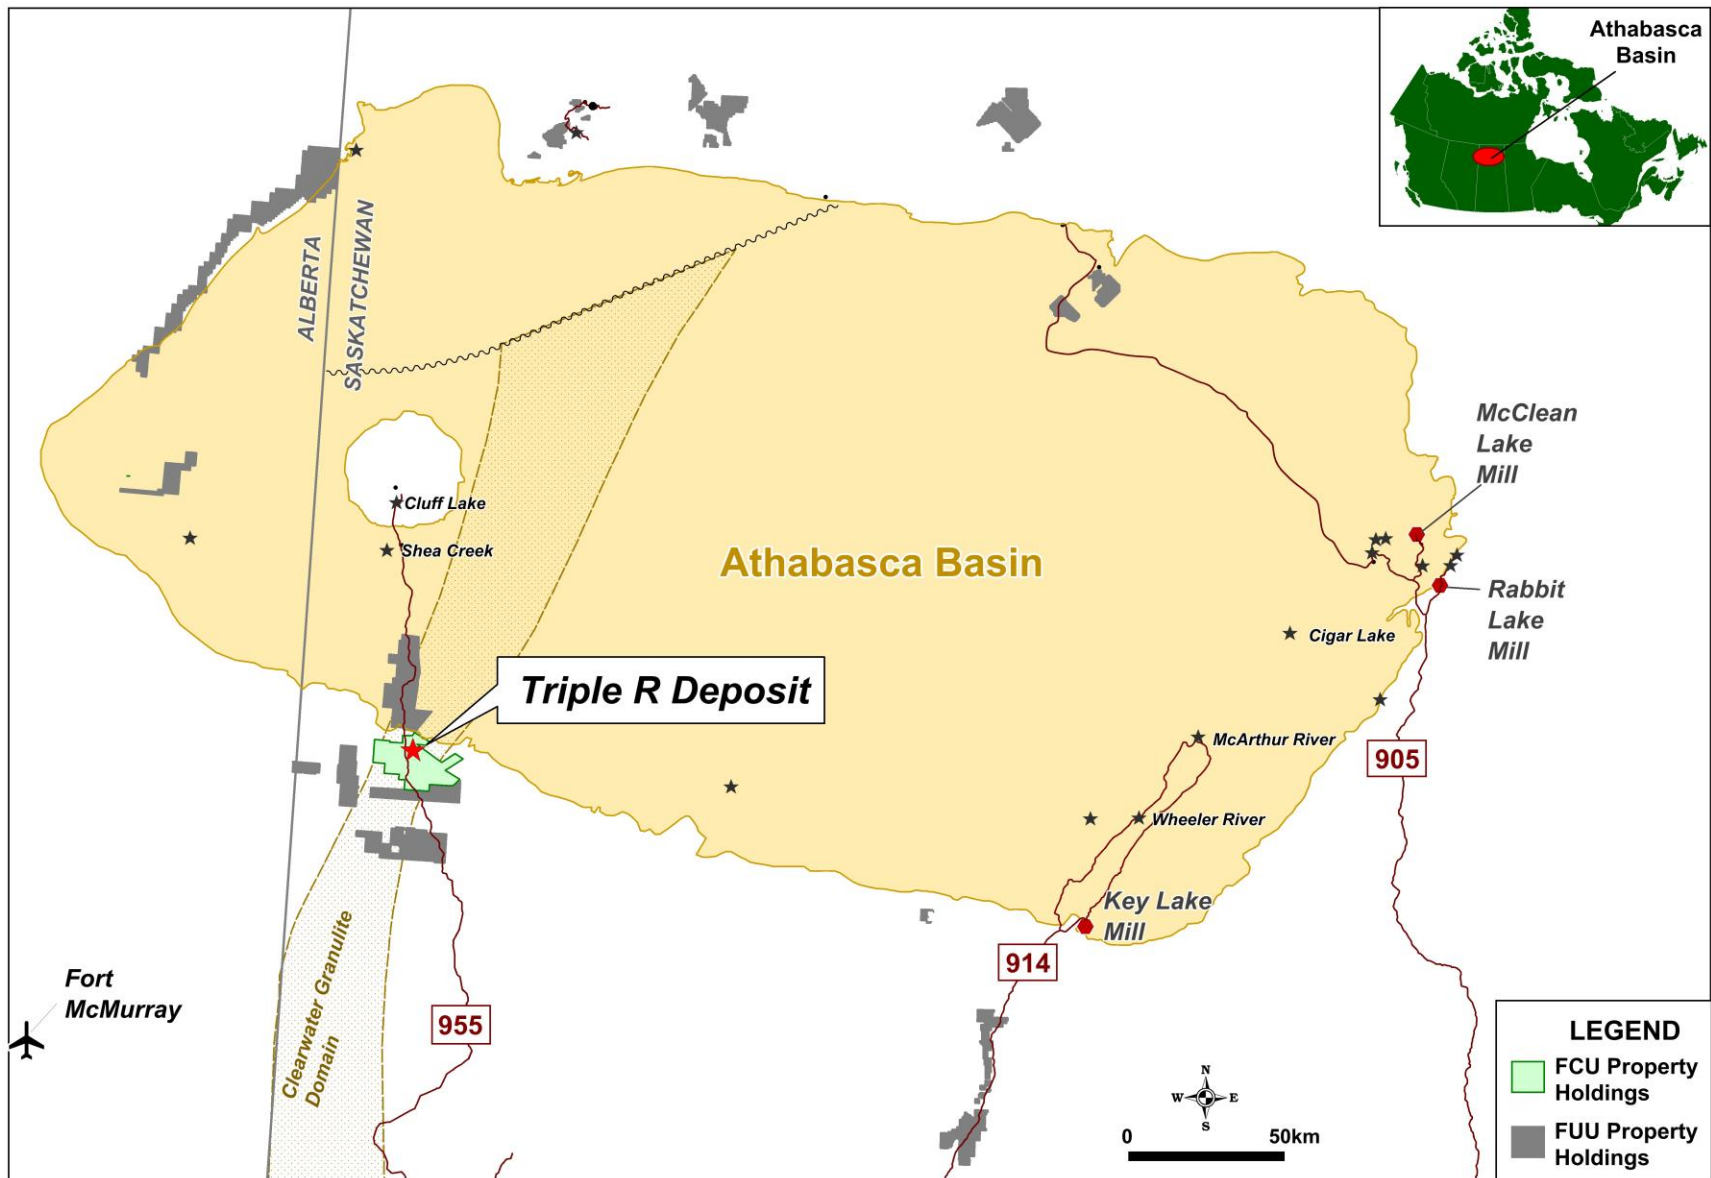 Athabasca
Basin
ALBERTA
SASKATCHEWAN
McClean
Lake
Mill
Cluff Lake
Shea Creek
Athabasca Basin
Rabbit
Lake
Mill
Cigar Lake
Triple R Deposit
McArthur River
905
Wheeler River
Key Lake
Mill
914
Fort
McMurray
955
Clearwater Granulite
Domain
N
W
E
S
0
50km
LEGEND
FCU Property
Holdings
FUU Property
Holdings